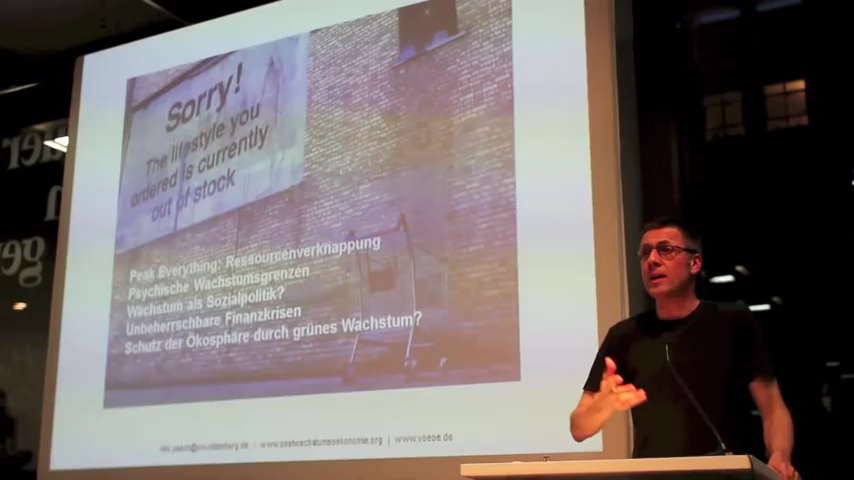 Sorry!
The lifestyle you
ordered is currently
out of stock
Peak Everything: Ressourcenverknappung
Psychische Wachstumsgrenzen
Wachstum als Sozialpolitik?
Unbeherrschbare Finanzkrisen
Schutz der Ökosphäre durch grünes Wachstum?
| www.postwachstumsoekonomie.org | www.voeoe.de